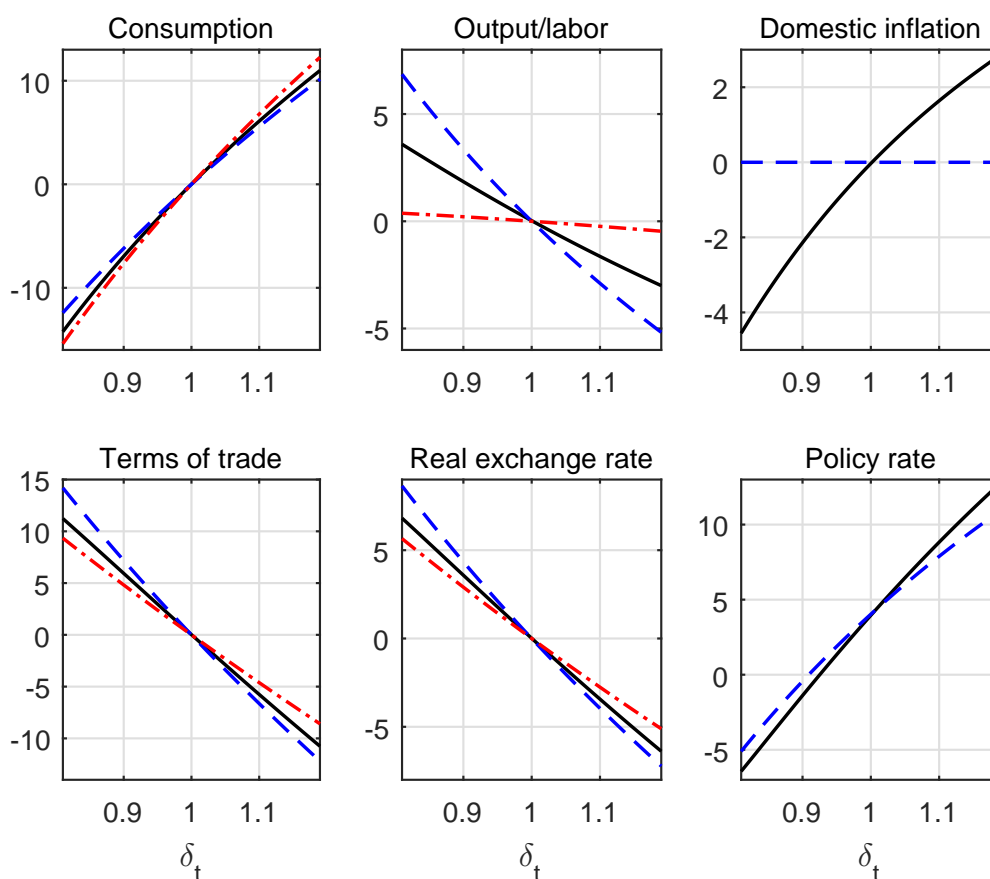 Consumption
Output/labor
Domestic inflation
10
0
-10
0.9 1 1.1
5
0
-5
0.9 1 1.1
2
0
-2
-4
0.9 1 1.1
Terms of trade
Real exchange rate
Policy rate
15
10
5
0
-5
-10
0.9 1 1.1
δt
5
0
-5
0.9 1 1.1
δt
10
5
0
-5
0.9 1 1.1
δt